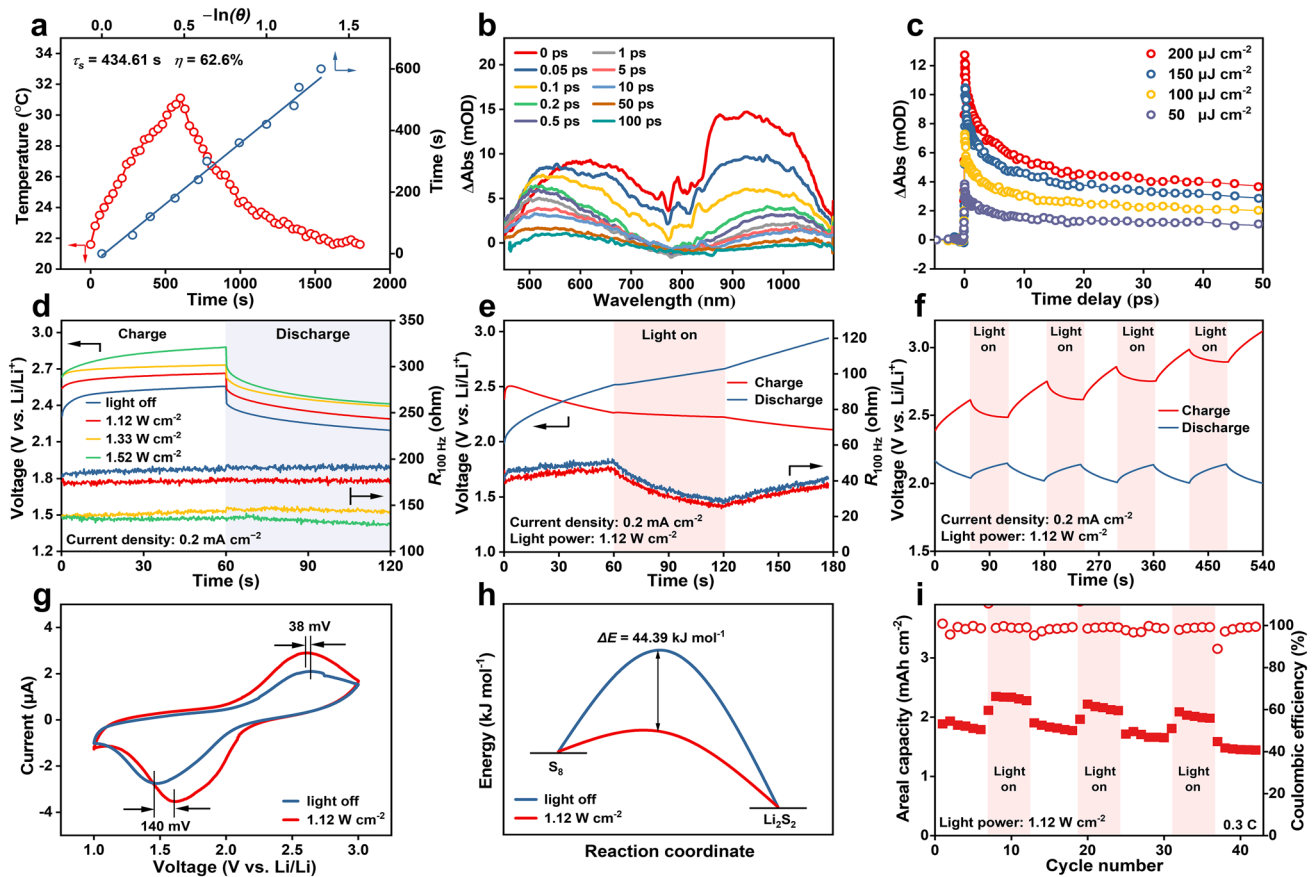 a
−ln(θ)
0.0 0.5 1.0 1.5
τs = 434.61 s η = 62.6%
34
32
30
28
26
24
22
20
Temperature (°C)
600
400
200
0
Time (s)
0 500 1000 1500 2000
Time (s)
b
0 ps
0.05 ps
0.1 ps
0.2 ps
0.5 ps
1 ps
5 ps
10 ps
50 ps
100 ps
20
15
10
5
0
ΔAbs (mOD)
500 600 700 800 900 1000
Wavelength (nm)
c
200 μJ cm⁻²
150 μJ cm⁻²
100 μJ cm⁻²
50 μJ cm⁻²
14
12
10
8
6
4
2
0
−2
ΔAbs (mOD)
0 10 20 30 40 50
Time delay (ps)
d
Charge Discharge
light off
1.12 W cm⁻²
1.33 W cm⁻²
1.52 W cm⁻²
Current density: 0.2 mA cm⁻²
3.0
2.7
2.4
2.1
1.8
1.5
1.2
Voltage (V vs. Li/Li⁺)
350
300
250
200
150
100
R100 Hz (ohm)
0 30 60 90 120
Time (s)
e
Light on
Charge
Discharge
Current density: 0.2 mA cm⁻²
Light power: 1.12 W cm⁻²
3.0
2.5
2.0
1.5
1.0
Voltage (V vs. Li/Li⁺)
120
100
80
60
40
20
0
R100 Hz (ohm)
0 30 60 90 120 150 180
Time (s)
f
Light Light Light Light
on on on on
Charge
Discharge
Current density: 0.2 mA cm⁻²
Light power: 1.12 W cm⁻²
3.0
2.5
2.0
1.5
Voltage (V vs. Li/Li⁺)
0 90 180 270 360 450 540
Time (s)
g
38 mV
140 mV
light off
1.12 W cm⁻²
4
2
0
-2
-4
Current (μA)
1.0 1.5 2.0 2.5 3.0
Voltage (V vs. Li/Li)
h
ΔE = 44.39 kJ mol⁻¹
S₈
Li₂S₂
light off
1.12 W cm⁻²
Energy (kJ mol⁻¹)
Reaction coordinate
i
Light Light Light
on on on
Light power: 1.12 W cm⁻² 0.3 C
3
2
1
0
Areal capacity (mAh cm⁻²)
100
80
60
40
20
0
Coulombic efficiency (%)
0 10 20 30 40
Cycle number